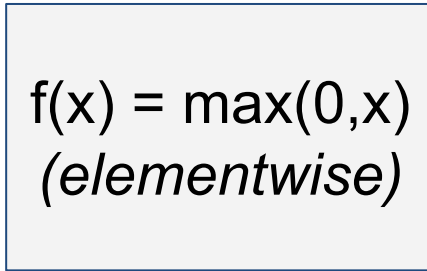 f(x) = max(0,x)
(elementwise)